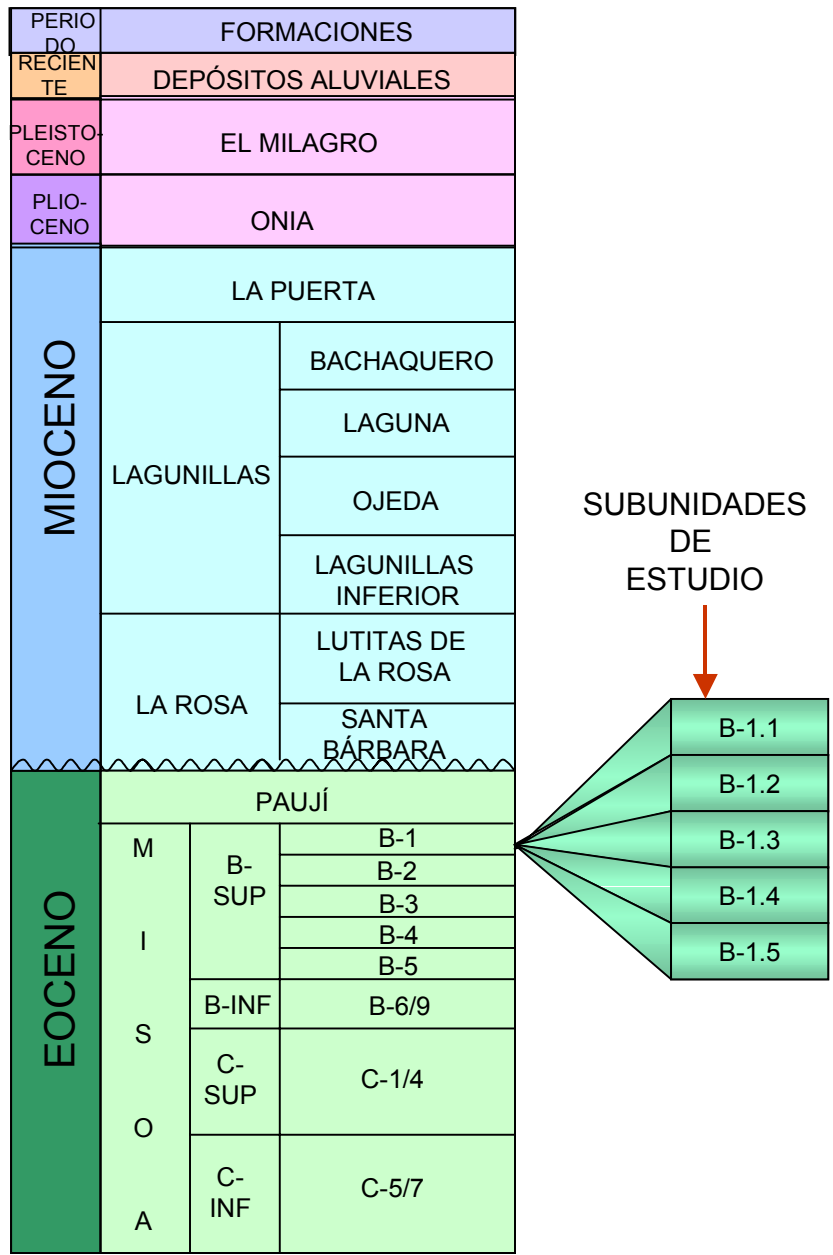 PERIO
DO
FORMACIONES
RECIEN
TE
DEPÓSITOS ALUVIALES
PLEISTO-
CENO
EL MILAGRO
PLIO-
CENO
ONIA
MIOCENO
LA PUERTA
LAGUNILLAS
BACHAQUERO
LAGUNA
OJEDA
LAGUNILLAS
INFERIOR
LA ROSA
LUTITAS DE
LA ROSA
SANTA
BÁRBARA
EOCENO
PAUJÍ
M
I
S
O
A
B-
SUP
B-1
B-2
B-3
B-4
B-5
B-INF
B-6/9
C-
SUP
C-1/4
C-
INF
C-5/7
SUBUNIDADES
DE
ESTUDIO
B-1.1
B-1.2
B-1.3
B-1.4
B-1.5